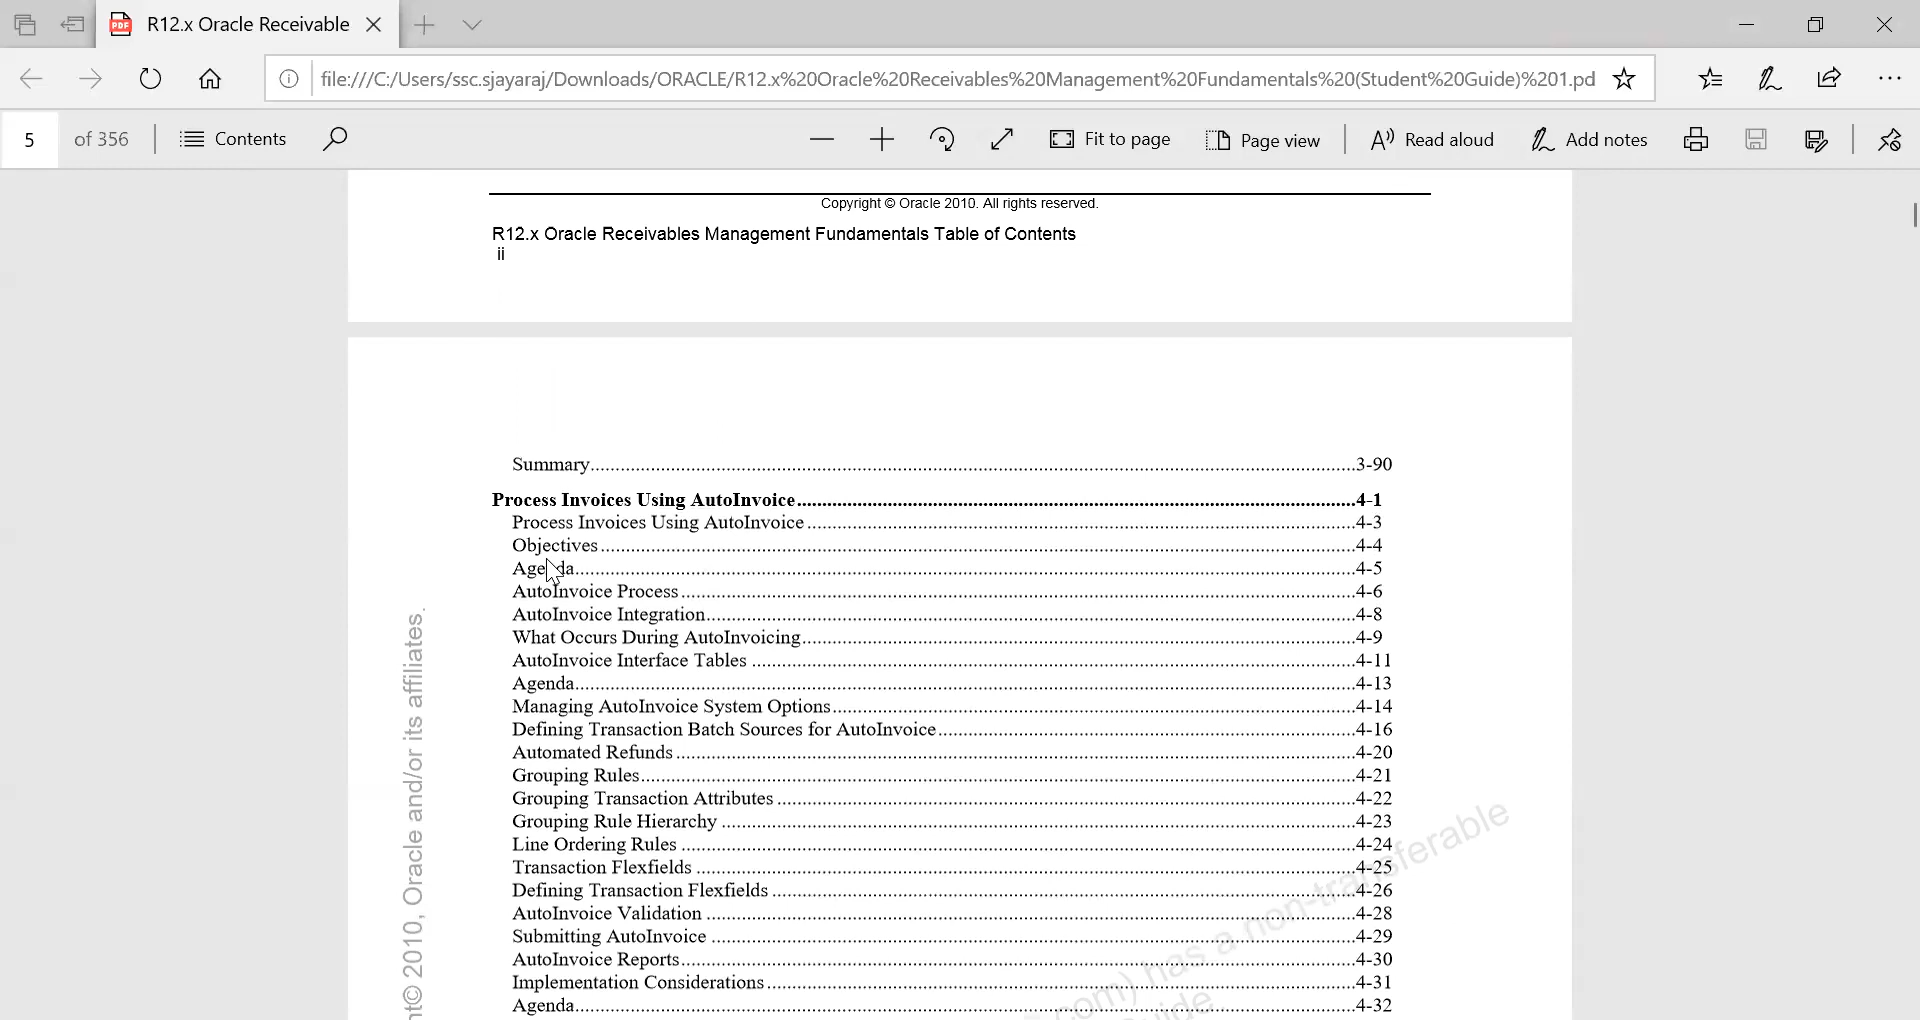 R12.x Oracle Receivable
file:///C:/Users/ssc.sjayaraj/Downloads/ORACLE/R12.x%20Oracle%20Receivables%20Management%20Fundamentals%20(Student%20Guide)%201.pd
5 of 356 Contents Fit to page Page view Read aloud Add notes
Copyright © Oracle 2010. All rights reserved.
R12.x Oracle Receivables Management Fundamentals Table of Contents
ii
Summary..........3-90
Process Invoices Using AutoInvoice..........4-1
Process Invoices Using AutoInvoice..........4-3
Objectives..........4-4
Agenda..........4-5
AutoInvoice Process..........4-6
AutoInvoice Integration..........4-8
What Occurs During AutoInvoicing..........4-9
AutoInvoice Interface Tables..........4-11
Agenda..........4-13
Managing AutoInvoice System Options..........4-14
Defining Transaction Batch Sources for AutoInvoice..........4-16
Automated Refunds..........4-20
Grouping Rules..........4-21
Grouping Transaction Attributes..........4-22
Grouping Rule Hierarchy..........4-23
Line Ordering Rules..........4-24
Transaction Flexfields..........4-25
Defining Transaction Flexfields..........4-26
AutoInvoice Validation..........4-28
Submitting AutoInvoice..........4-29
AutoInvoice Reports..........4-30
Implementation Considerations..........4-31
Agenda..........4-32
© 2010, Oracle and/or its affiliates.
com) has a non-transferable